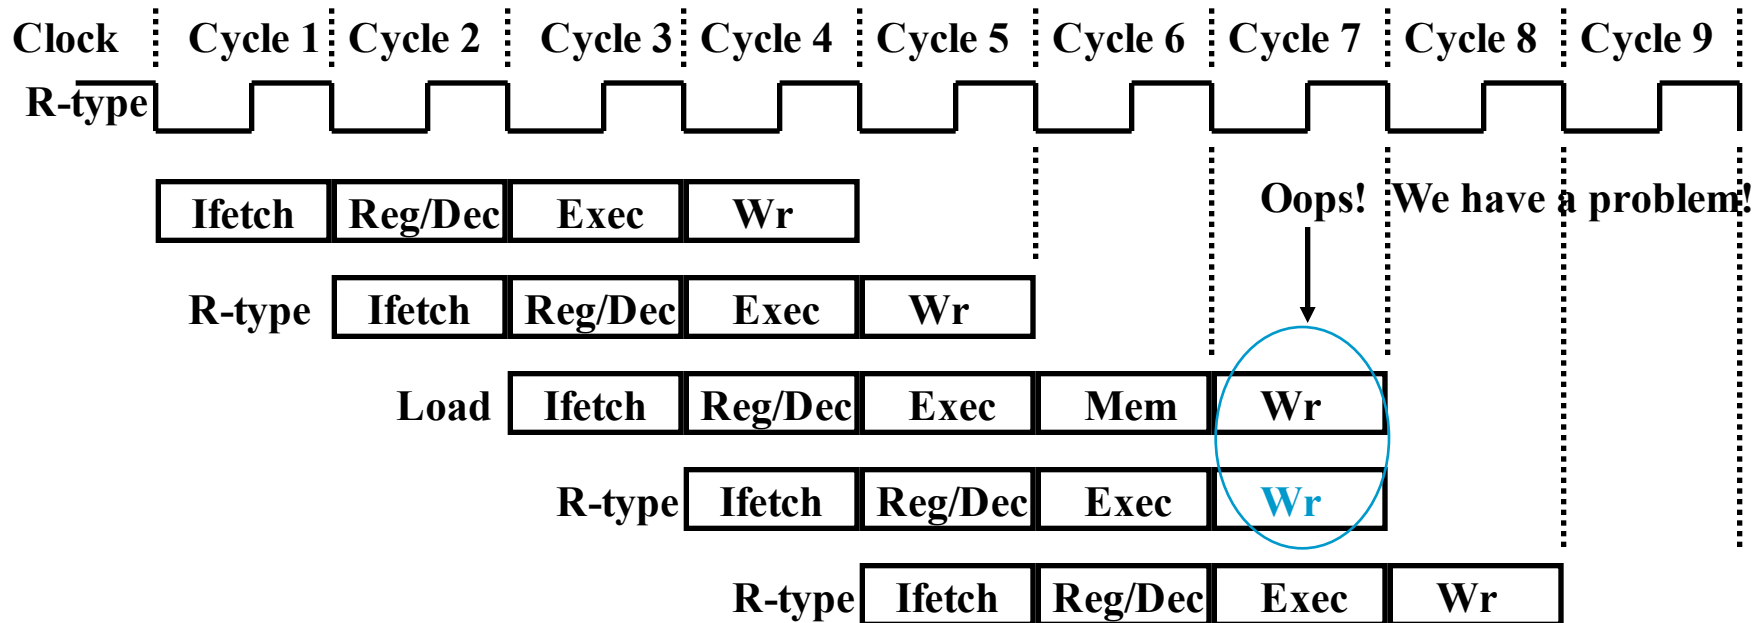 Clock Cycle 1 Cycle 2 Cycle 3 Cycle 4 Cycle 5 Cycle 6 Cycle 7 Cycle 8 Cycle 9
R-type
Oops! We have a problem!
Ifetch Reg/Dec Exec Wr
R-type Ifetch Reg/Dec Exec Wr
Load Ifetch Reg/Dec Exec Mem Wr
R-type Ifetch Reg/Dec Exec Wr
R-type Ifetch Reg/Dec Exec Wr